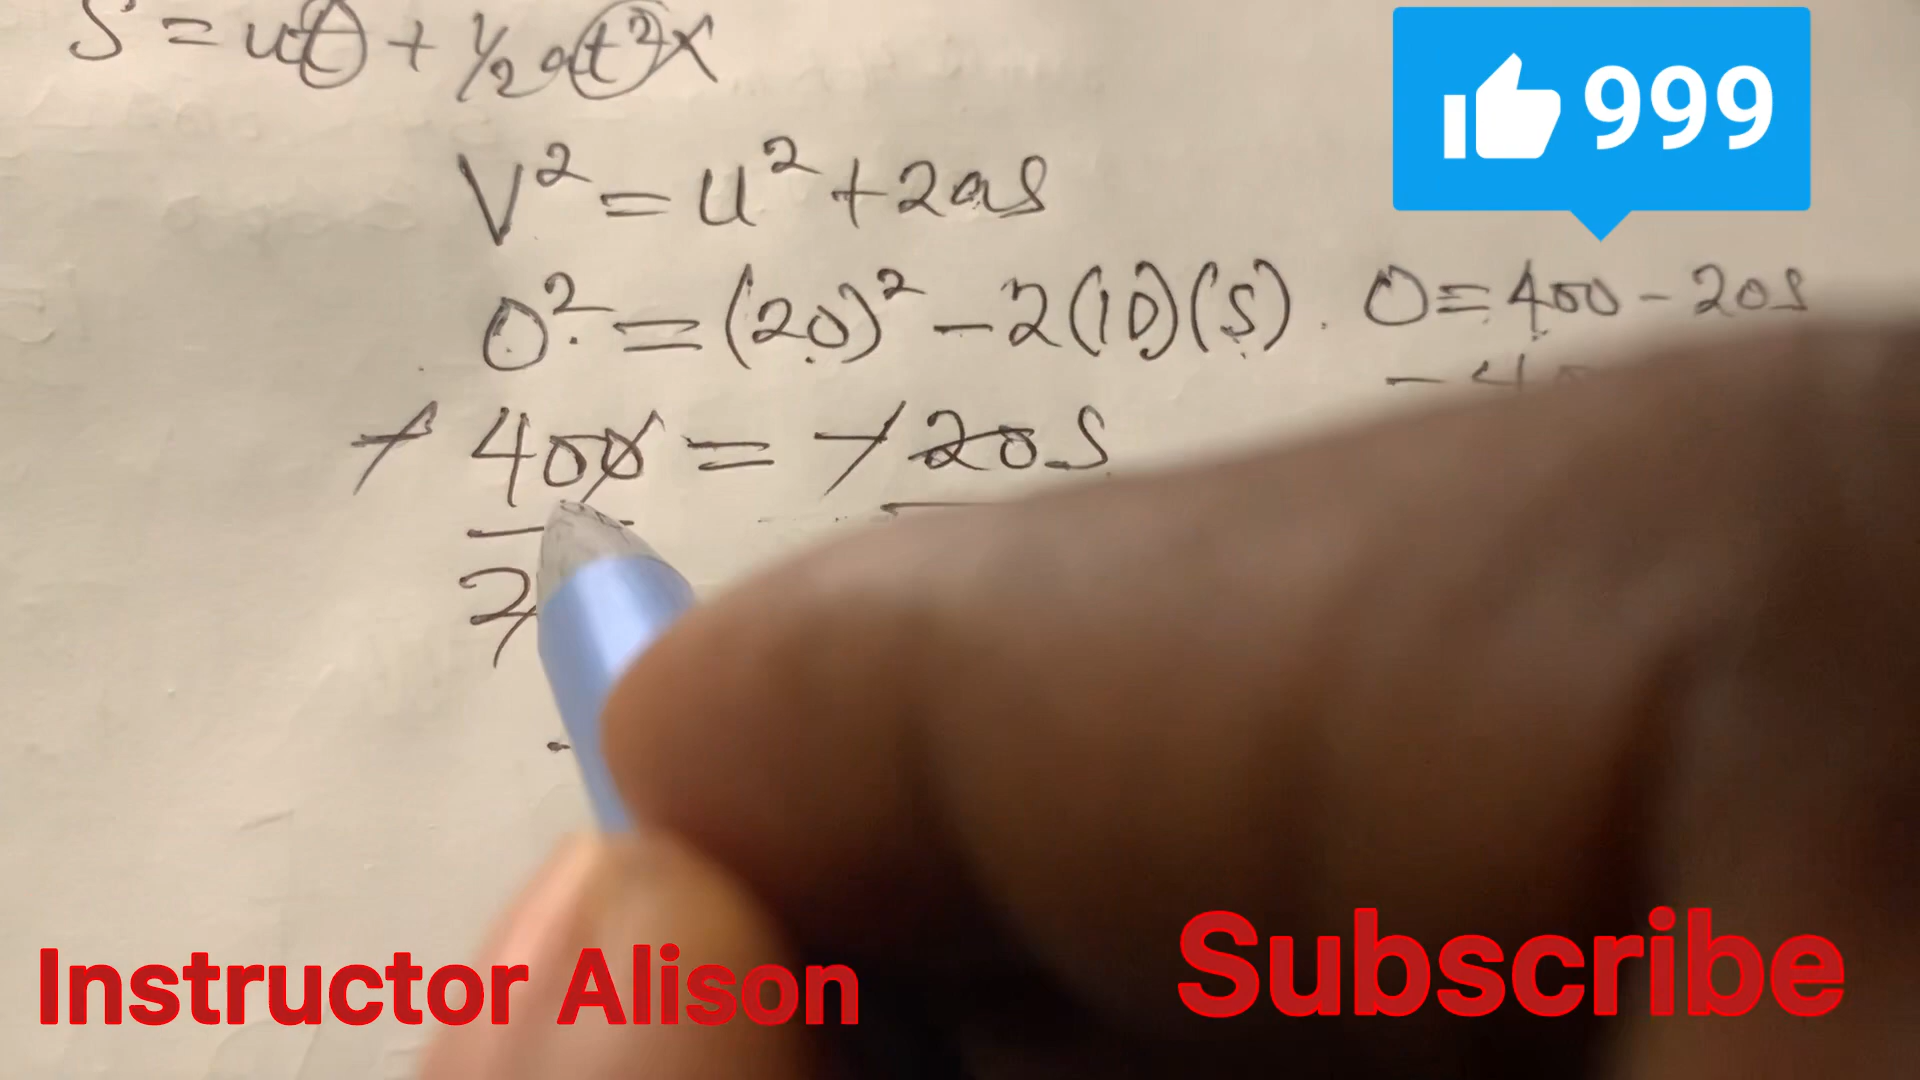 S = ut + ½at² x
V² = u² + 2as
0² = (20)² - 2(10)(s). 0 = 400 - 20s
- 400 = - 20s
2
999
Instructor Alison
Subscribe